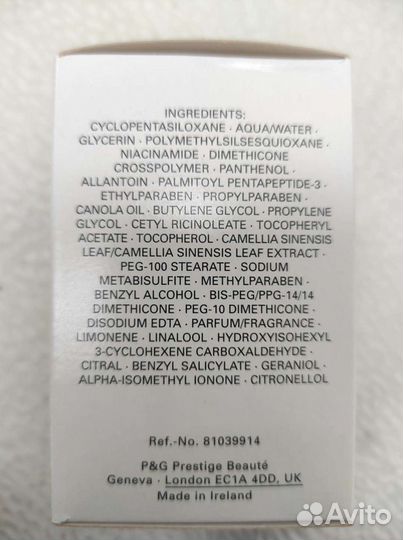 INGREDIENTS:
CYCLOPENTASILOXANE · AQUA/WATER ·
GLYCERIN · POLYMETHYLSILSESQUIOXANE ·
NIACINAMIDE · DIMETHICONE
CROSSPOLYMER · PANTHENOL ·
ALLANTOIN · PALMITOYL PENTAPEPTIDE-3 ·
ETHYLPARABEN · PROPYLPARABEN ·
CANOLA OIL · BUTYLENE GLYCOL · PROPYLENE
GLYCOL · CETYL RICINOLEATE · TOCOPHERYL
ACETATE · TOCOPHEROL · CAMELLIA SINENSIS
LEAF/CAMELLIA SINENSIS LEAF EXTRACT ·
PEG-100 STEARATE · SODIUM
METABISULFITE · METHYLPARABEN ·
BENZYL ALCOHOL · BIS-PEG/PPG-14/14
DIMETHICONE · PEG-10 DIMETHICONE ·
DISODIUM EDTA · PARFUM/FRAGRANCE ·
LIMONENE · LINALOOL · HYDROXYISOHEXYL
3-CYCLOHEXENE CARBOXALDEHYDE ·
CITRAL · BENZYL SALICYLATE · GERANIOL ·
ALPHA-ISOMETHYL IONONE · CITRONELLOL
Ref.-No. 81039914
P&G Prestige Beauté
Geneva · London EC1A 4DD, UK
Made in Ireland
Avito